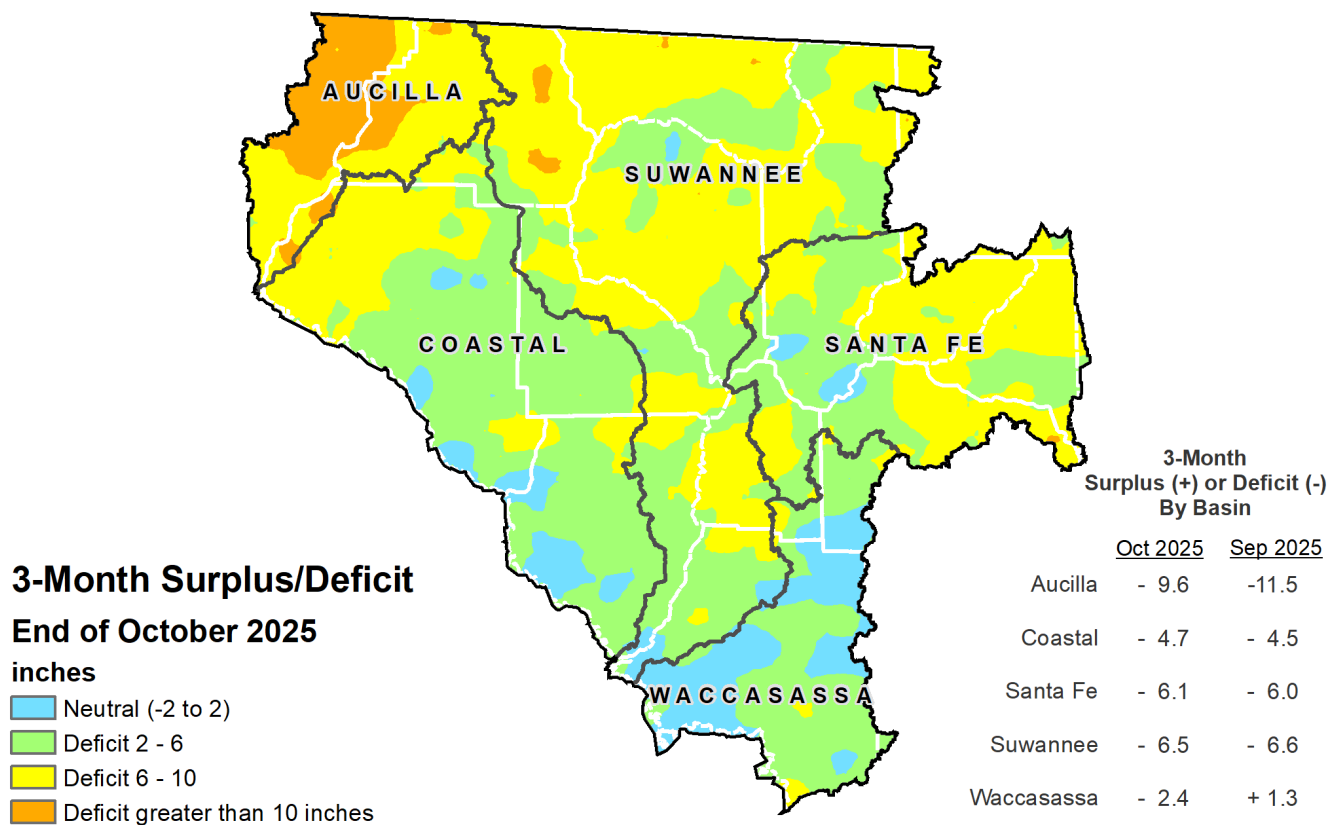 AUCILLA
SUWANNEE
COASTAL
SANTA FE
WACCASASSA
3-Month Surplus/Deficit
End of October 2025
inches
Neutral (-2 to 2)
Deficit 2 - 6
Deficit 6 - 10
Deficit greater than 10 inches
3-Month
Surplus (+) or Deficit (-)
By Basin
Oct 2025 Sep 2025
Aucilla - 9.6 -11.5
Coastal - 4.7 - 4.5
Santa Fe - 6.1 - 6.0
Suwannee - 6.5 - 6.6
Waccasassa - 2.4 + 1.3